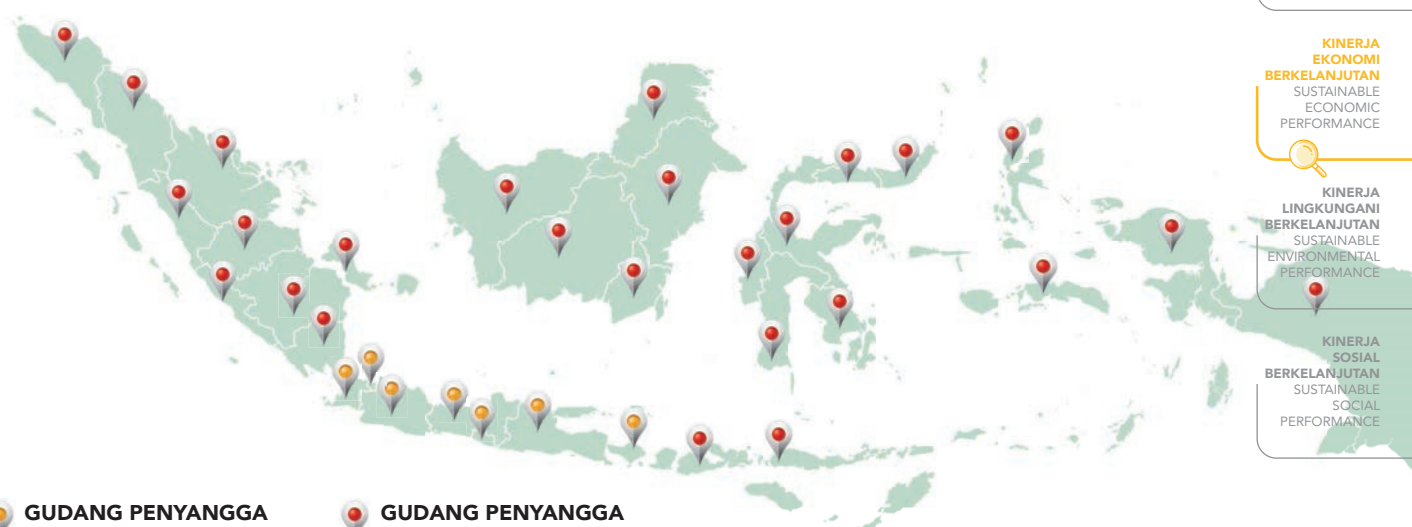 KINERJA
EKONOMI
BERKELANJUTAN
SUSTAINABLE
ECONOMIC
PERFORMANCE
KINERJA
LINGKUNGANI
BERKELANJUTAN
SUSTAINABLE
ENVIRONMENTAL
PERFORMANCE
KINERJA
SOSIAL
BERKELANJUTAN
SUSTAINABLE
SOCIAL
PERFORMANCE
GUDANG PENYANGGA
GUDANG PENYANGGA